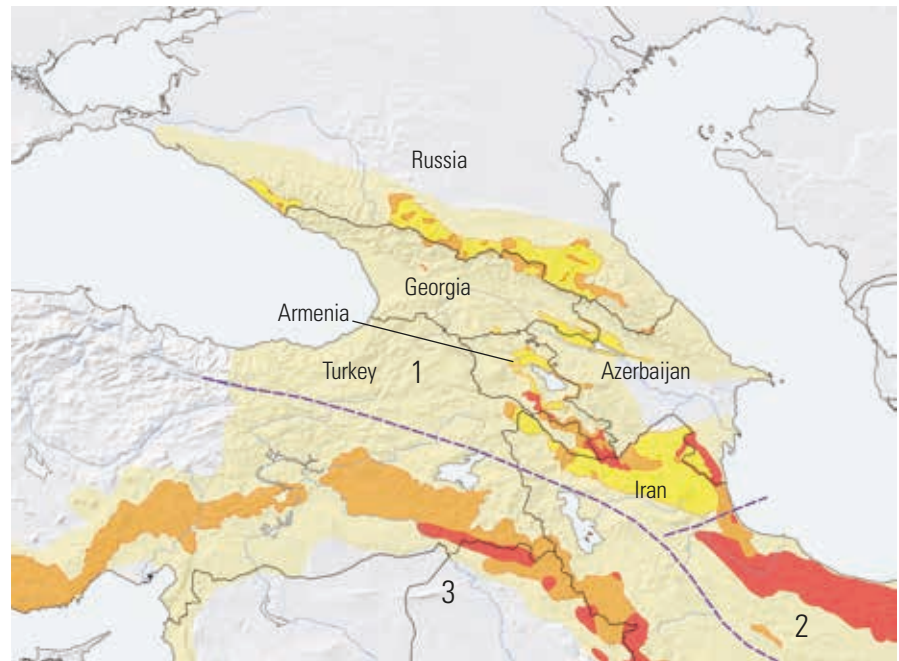 Russia
Georgia
Armenia
Turkey
1
Azerbaijan
Iran
3
2